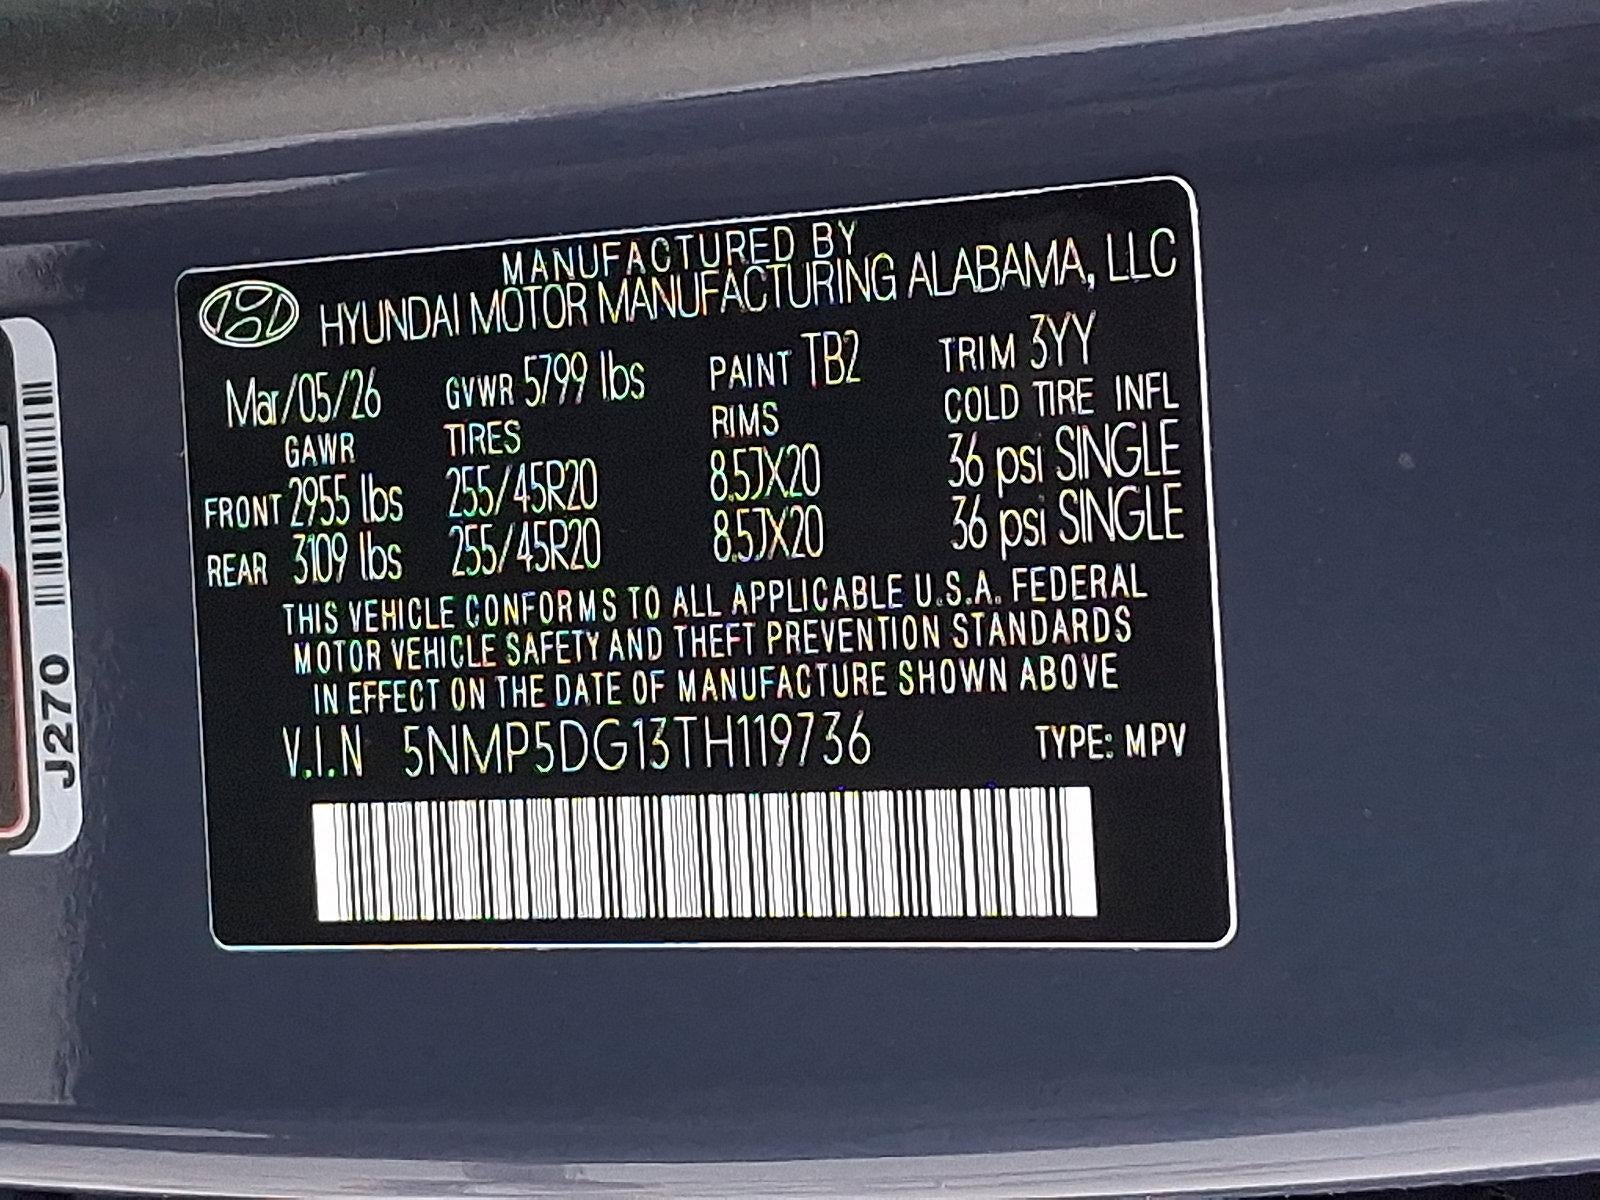 MANUFACTURED BY
HYUNDAI MOTOR MANUFACTURING ALABAMA, LLC
Mar/05/26 GVWR 5799 lbs PAINT TB2 TRIM 3YY
GAWR TIRES RIMS COLD TIRE INFL
FRONT 2955 lbs 255/45R20 8.5JX20 36 psi SINGLE
REAR 3109 lbs 255/45R20 8.5JX20 36 psi SINGLE
THIS VEHICLE CONFORMS TO ALL APPLICABLE U.S.A. FEDERAL
MOTOR VEHICLE SAFETY AND THEFT PREVENTION STANDARDS
IN EFFECT ON THE DATE OF MANUFACTURE SHOWN ABOVE
V.I.N 5NMP5DG13TH119736 TYPE: MPV
J270